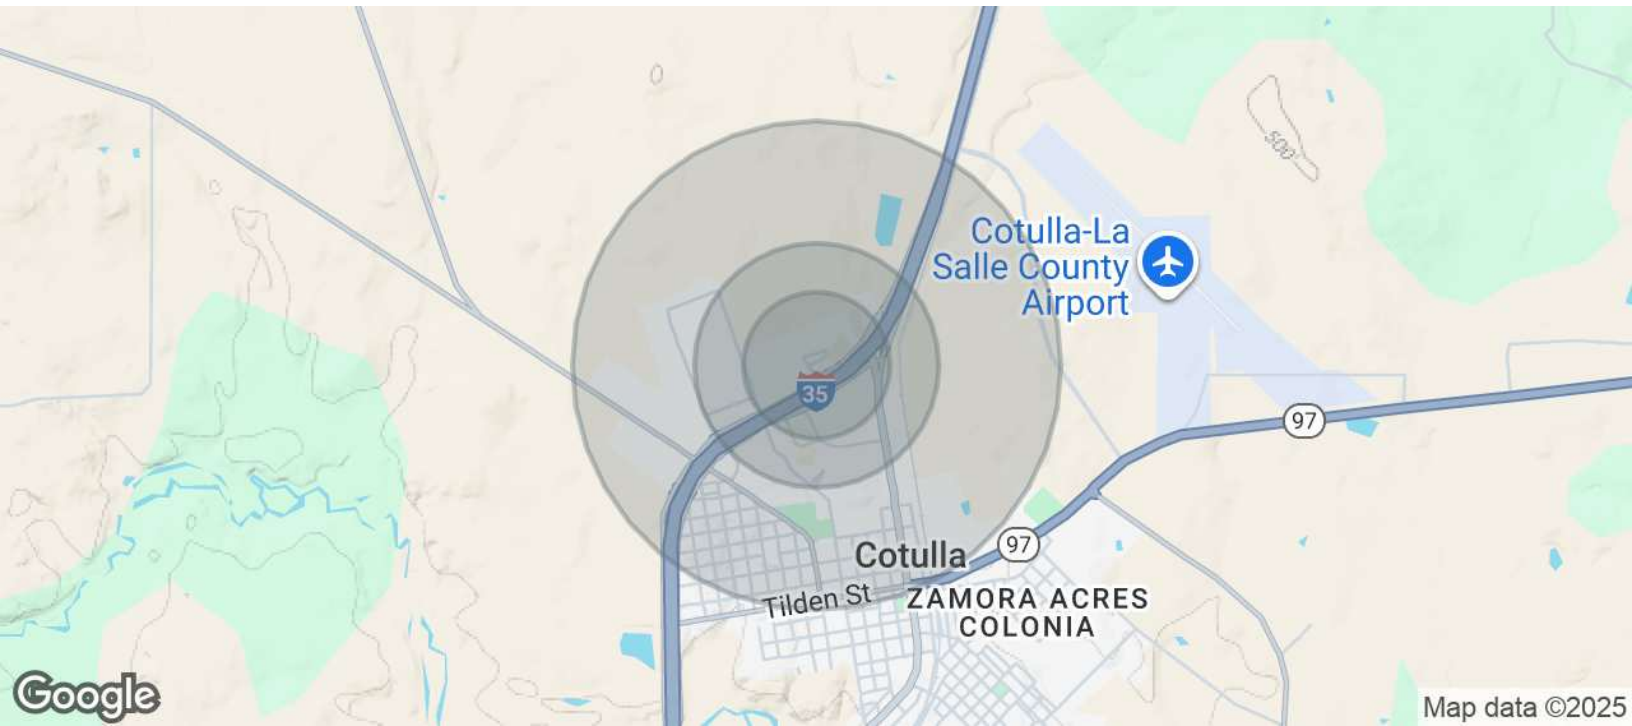 500'
Cotulla-La
Salle County
Airport
35
97
97
Cotulla
Tilden St
ZAMORA ACRES
COLONIA
Google
Map data ©2025